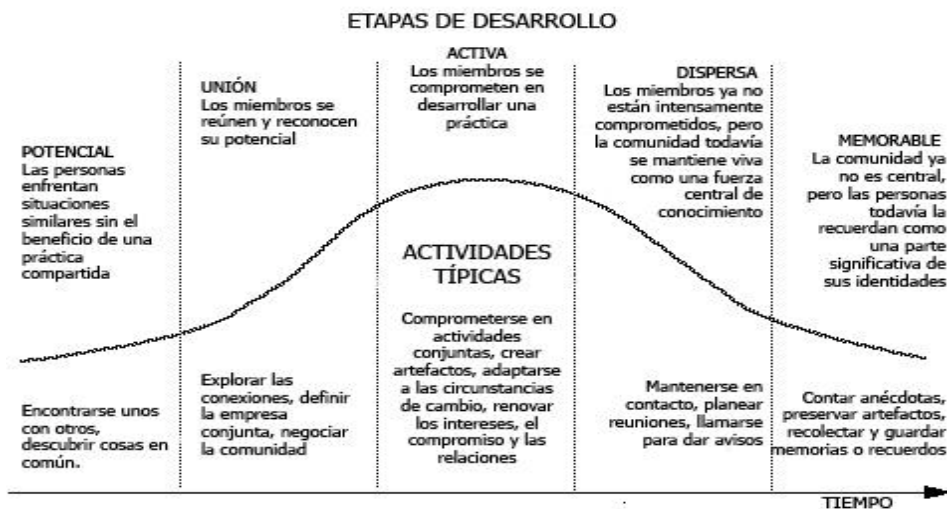 ETAPAS DE DESARROLLO
POTENCIAL
Las personas
enfrentan
situaciones
similares sin el
beneficio de una
práctica
compartida
UNIÓN
Los miembros se
reúnen y reconocen
su potencial
ACTIVA
Los miembros se
comprometen en
desarrollar una
práctica
DISPERSA
Los miembros ya no
están intensamente
comprometidos, pero
la comunidad todavía
se mantiene viva
como una fuerza
central de
conocimiento
MEMORABLE
La comunidad ya
no es central,
pero las personas
todavía la
recuerdan como
una parte
significativa de
sus identidades
ACTIVIDADES
TÍPICAS
Encontrarse unos
con otros,
descubrir cosas en
común.
Explorar las
conexiones, definir
la empresa
conjunta, negociar
la comunidad
Comprometerse en
actividades
conjuntas, crear
artefactos, adaptarse
a las circunstancias
de cambio, renovar
los intereses, el
compromiso y las
relaciones
Mantenerse en
contacto, planear
reuniones, llamarse
para dar avisos
Contar anécdotas,
preservar artefactos,
recolectar y guardar
memorias o recuerdos
TIEMPO